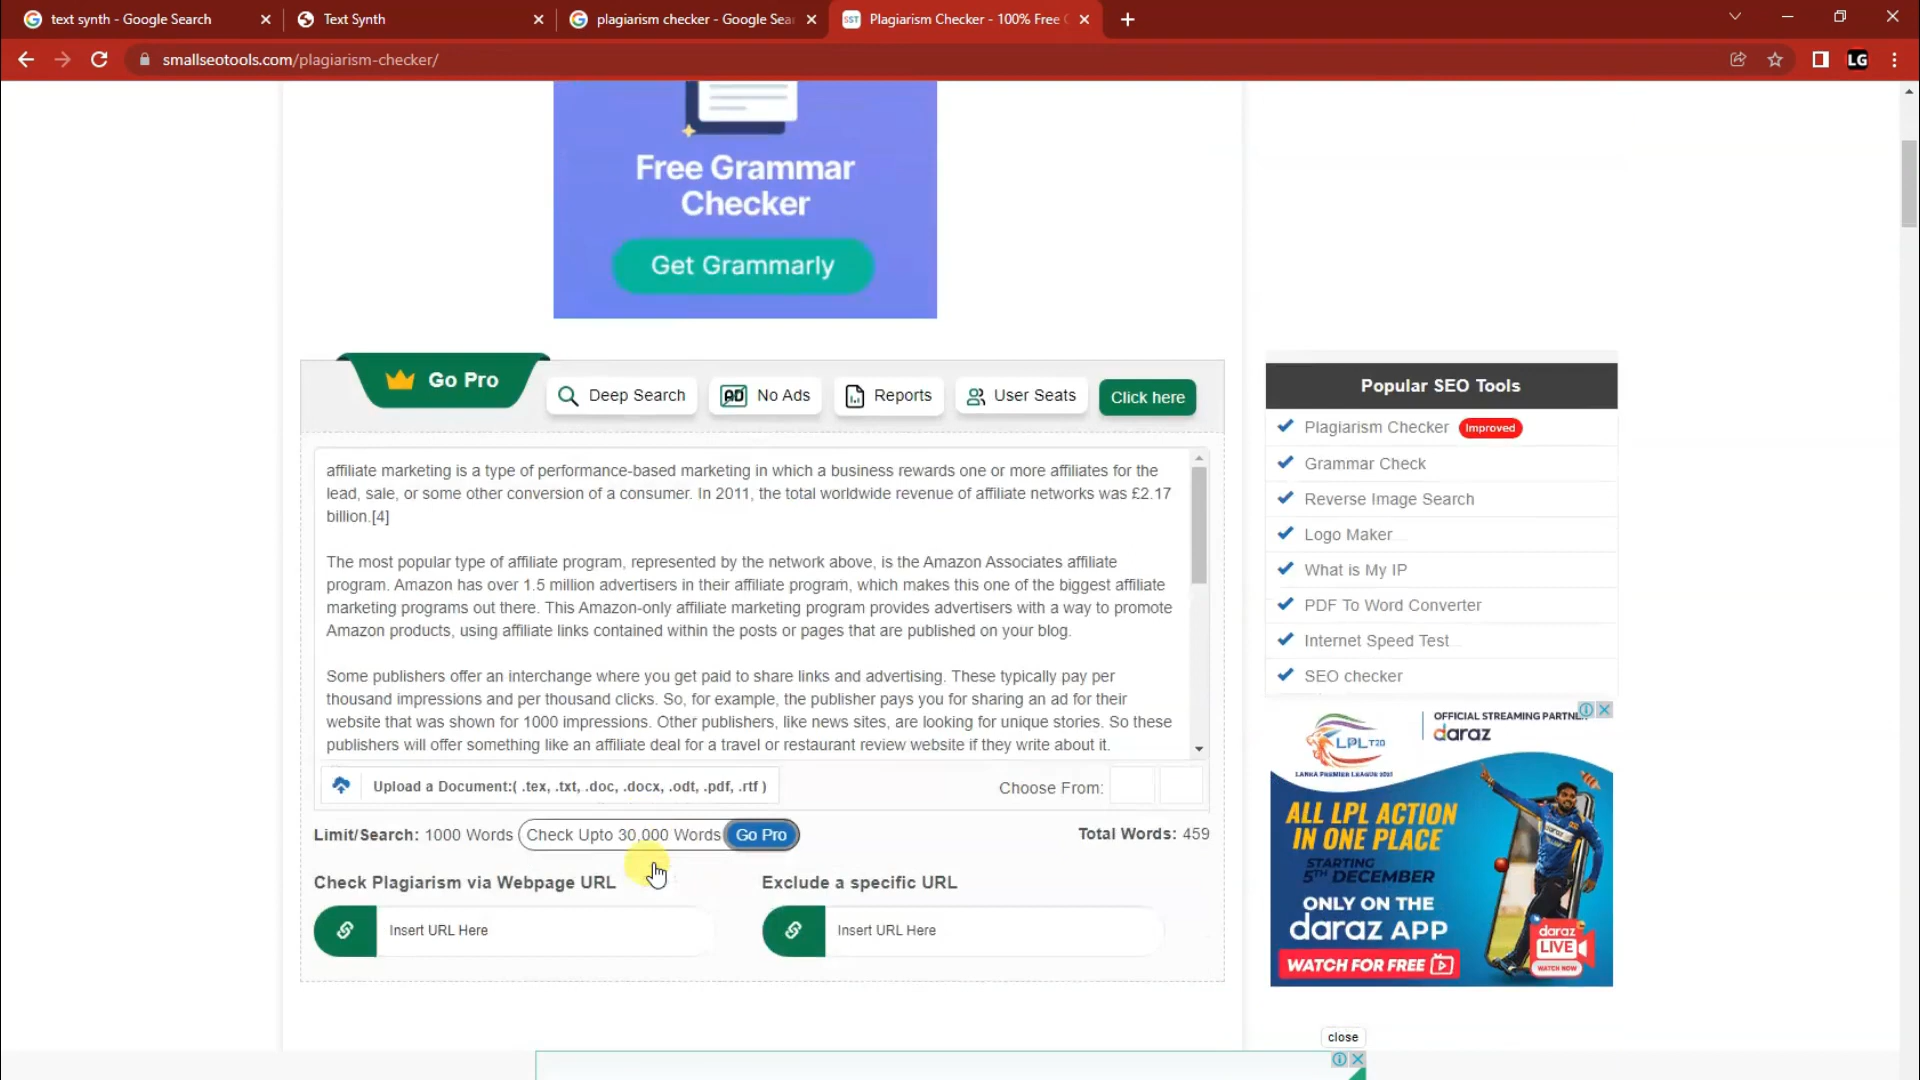 text synth - Google Search
Text Synth
plagiarism checker - Google Sea
SST
Plagiarism Checker - 100% Free
smallseotools.com/plagiarism-checker/
LG
Free Grammar
Checker
Get Grammarly
Go Pro
Deep Search
AD No Ads
Reports
User Seats
Click here
affiliate marketing is a type of performance-based marketing in which a business rewards one or more affiliates for the
lead, sale, or some other conversion of a consumer. In 2011, the total worldwide revenue of affiliate networks was £2.17
billion.[4]
The most popular type of affiliate program, represented by the network above, is the Amazon Associates affiliate
program. Amazon has over 1.5 million advertisers in their affiliate program, which makes this one of the biggest affiliate
marketing programs out there. This Amazon-only affiliate marketing program provides advertisers with a way to promote
Amazon products, using affiliate links contained within the posts or pages that are published on your blog.
Some publishers offer an interchange where you get paid to share links and advertising. These typically pay per
thousand impressions and per thousand clicks. So, for example, the publisher pays you for sharing an ad for their
website that was shown for 1000 impressions. Other publishers, like news sites, are looking for unique stories. So these
publishers will offer something like an affiliate deal for a travel or restaurant review website if they write about it.
Upload a Document:( .tex, .txt, .doc, .docx, .odt, .pdf, .rtf )
Choose From:
Limit/Search: 1000 Words
Check Upto 30,000 Words
Go Pro
Total Words: 459
Check Plagiarism via Webpage URL
Exclude a specific URL
Insert URL Here
Insert URL Here
Popular SEO Tools
Plagiarism Checker
Improved
Grammar Check
Reverse Image Search
Logo Maker
What is My IP
PDF To Word Converter
Internet Speed Test
SEO checker
LPL T20
LANKA PREMIER LEAGUE 2021
OFFICIAL STREAMING PARTNE
daraz
ALL LPL ACTION
IN ONE PLACE
STARTING
5TH DECEMBER
ONLY ON THE
daraz APP
WATCH FOR FREE
daraz
LIVE
WATCH NOW
close